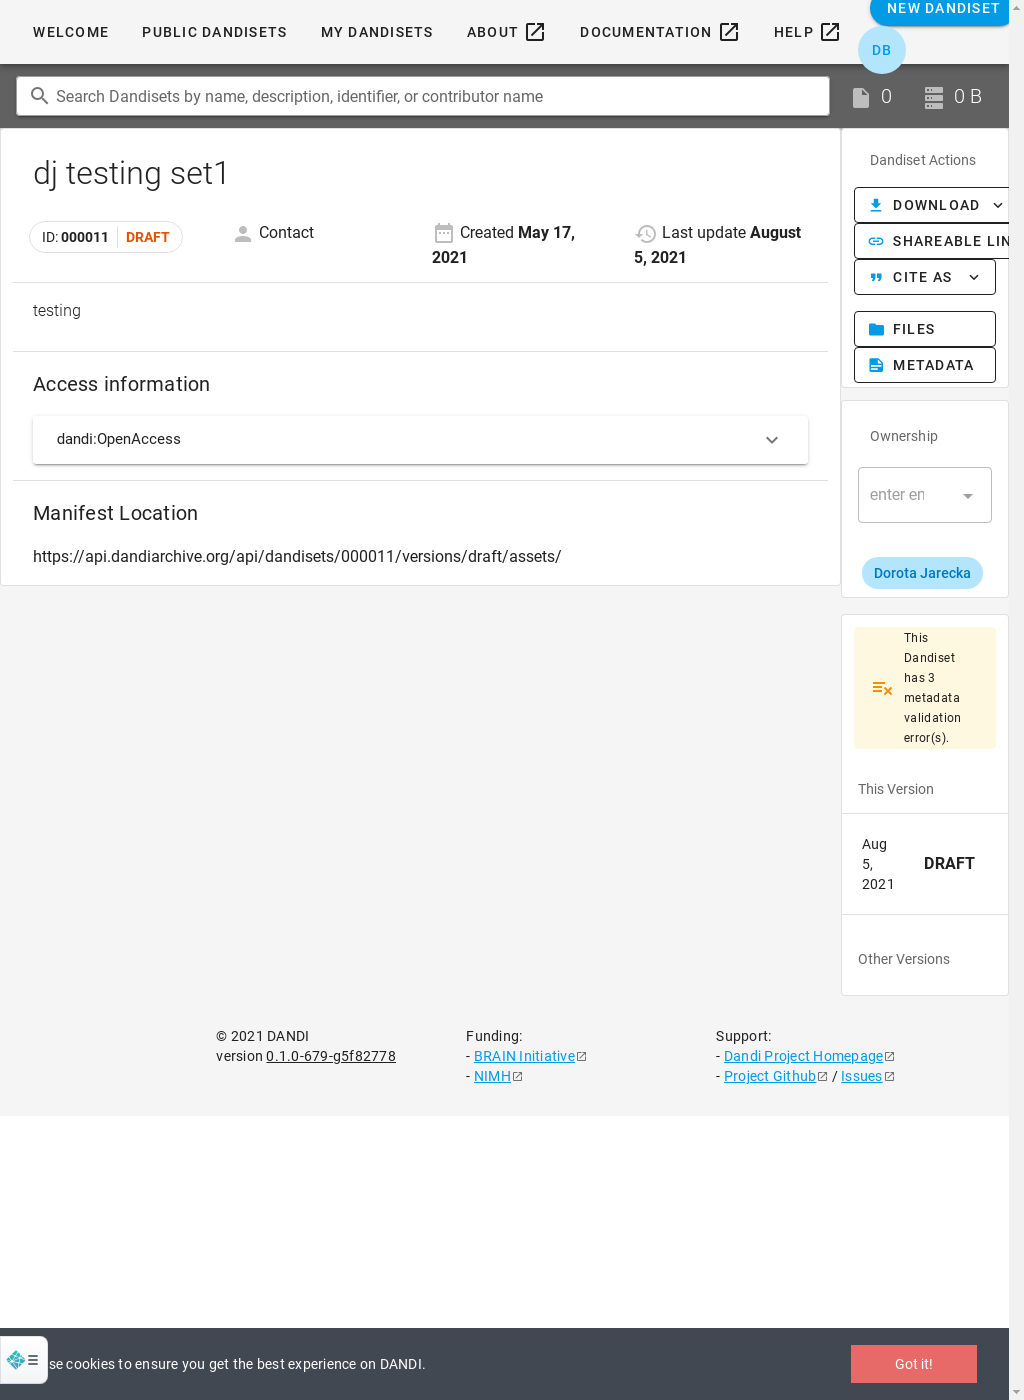 WELCOME
PUBLIC DANDISETS
MY DANDISETS
ABOUT
DOCUMENTATION
HELP
NEW DANDISET
DB
Search Dandisets by name, description, identifier, or contributor name
0
0 B
dj testing set1
ID: 000011
DRAFT
Contact
Created May 17,
2021
Last update August
5, 2021
testing
Access information
dandi:OpenAccess
Manifest Location
https://api.dandiarchive.org/api/dandisets/000011/versions/draft/assets/
Dandiset Actions
DOWNLOAD
SHAREABLE LIN
CITE AS
FILES
METADATA
Ownership
enter en
Dorota Jarecka
This
Dandiset
has 3
metadata
validation
error(s).
This Version
Aug
5,
2021
DRAFT
Other Versions
© 2021 DANDI
version 0.1.0-679-g5f82778
Funding:
- BRAIN Initiative
- NIMH
Support:
- Dandi Project Homepage
- Project Github / Issues
se cookies to ensure you get the best experience on DANDI.
Got it!